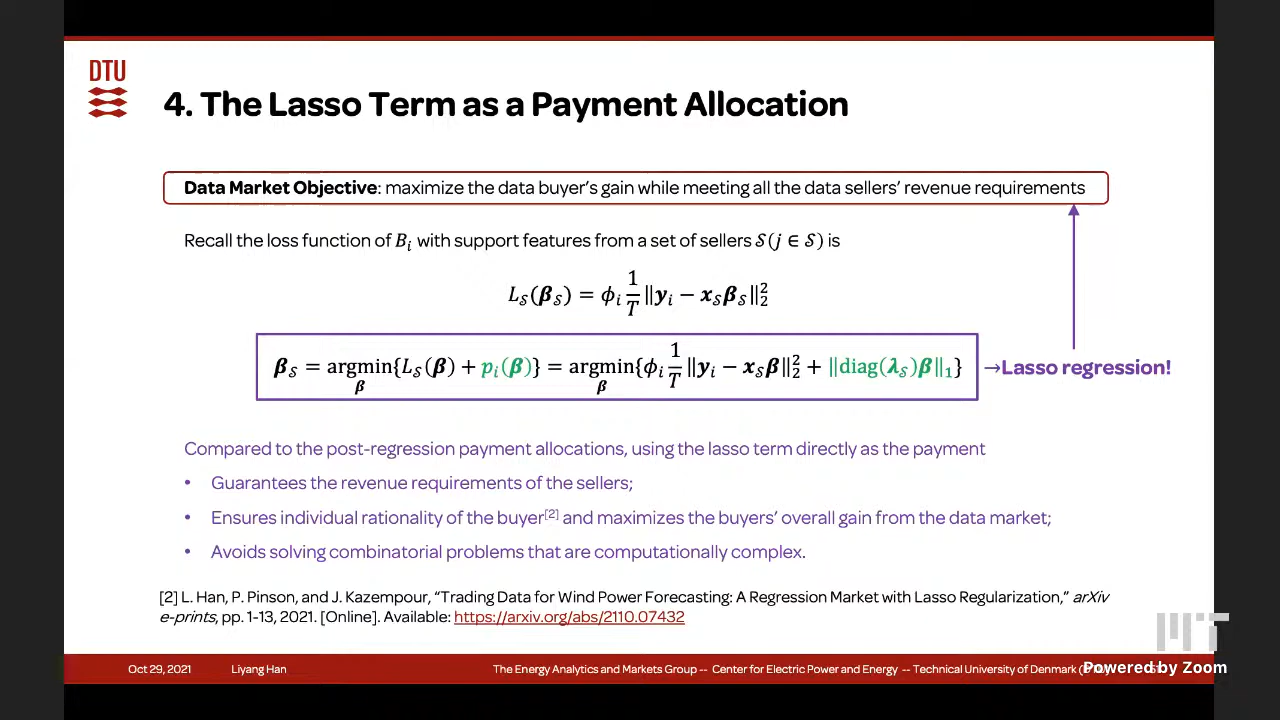 DTU
4. The Lasso Term as a Payment Allocation
Data Market Objective: maximize the data buyer's gain while meeting all the data sellers' revenue requirements
Recall the loss function of B_i with support features from a set of sellers 𝒮(j ∈ 𝒮) is
L_𝒮(β_𝒮) = ϕ_i 1/T ‖y_i − x_𝒮β_𝒮‖₂²
β_𝒮 = argmin_β{L_𝒮(β) + p_i(β)} = argmin_β{ϕ_i 1/T ‖y_i − x_𝒮β‖₂² + ‖diag(λ_𝒮)β‖₁} →Lasso regression!
Compared to the post-regression payment allocations, using the lasso term directly as the payment
• Guarantees the revenue requirements of the sellers;
• Ensures individual rationality of the buyer[2] and maximizes the buyers' overall gain from the data market;
• Avoids solving combinatorial problems that are computationally complex.
[2] L. Han, P. Pinson, and J. Kazempour, "Trading Data for Wind Power Forecasting: A Regression Market with Lasso Regularization," arXiv
e-prints, pp. 1-13, 2021. [Online]. Available: https://arxiv.org/abs/2110.07432
MIT
Oct 29, 2021 Liyang Han The Energy Analytics and Markets Group -- Center for Electric Power and Energy -- Technical University of Denmark
Powered by Zoom